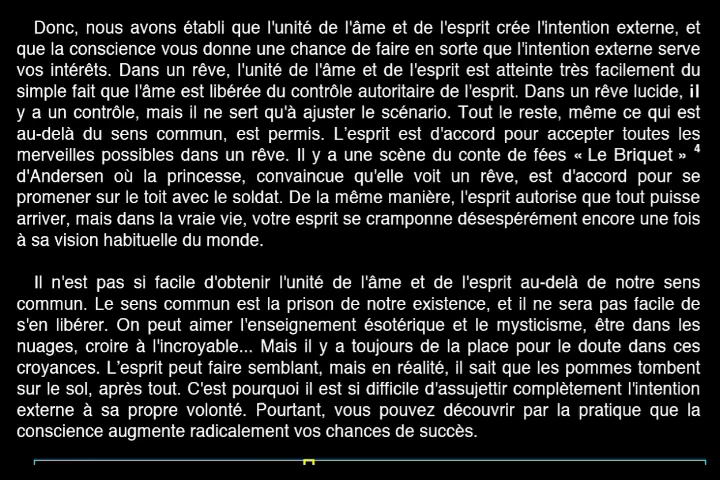 Donc, nous avons établi que l'unité de l'âme et de l'esprit crée l'intention externe, et
que la conscience vous donne une chance de faire en sorte que l'intention externe serve
vos intérêts. Dans un rêve, l'unité de l'âme et de l'esprit est atteinte très facilement du
simple fait que l'âme est libérée du contrôle autoritaire de l'esprit. Dans un rêve lucide, il
y a un contrôle, mais il ne sert qu'à ajuster le scénario. Tout le reste, même ce qui est
au-delà du sens commun, est permis. L'esprit est d'accord pour accepter toutes les
merveilles possibles dans un rêve. Il y a une scène du conte de fées « Le Briquet » 4
d'Andersen où la princesse, convaincue qu'elle voit un rêve, est d'accord pour se
promener sur le toit avec le soldat. De la même manière, l'esprit autorise que tout puisse
arriver, mais dans la vraie vie, votre esprit se cramponne désespérément encore une fois
à sa vision habituelle du monde.
Il n'est pas si facile d'obtenir l'unité de l'âme et de l'esprit au-delà de notre sens
commun. Le sens commun est la prison de notre existence, et il ne sera pas facile de
s'en libérer. On peut aimer l'enseignement ésotérique et le mysticisme, être dans les
nuages, croire à l'incroyable... Mais il y a toujours de la place pour le doute dans ces
croyances. L'esprit peut faire semblant, mais en réalité, il sait que les pommes tombent
sur le sol, après tout. C'est pourquoi il est si difficile d'assujettir complètement l'intention
externe à sa propre volonté. Pourtant, vous pouvez découvrir par la pratique que la
conscience augmente radicalement vos chances de succès.